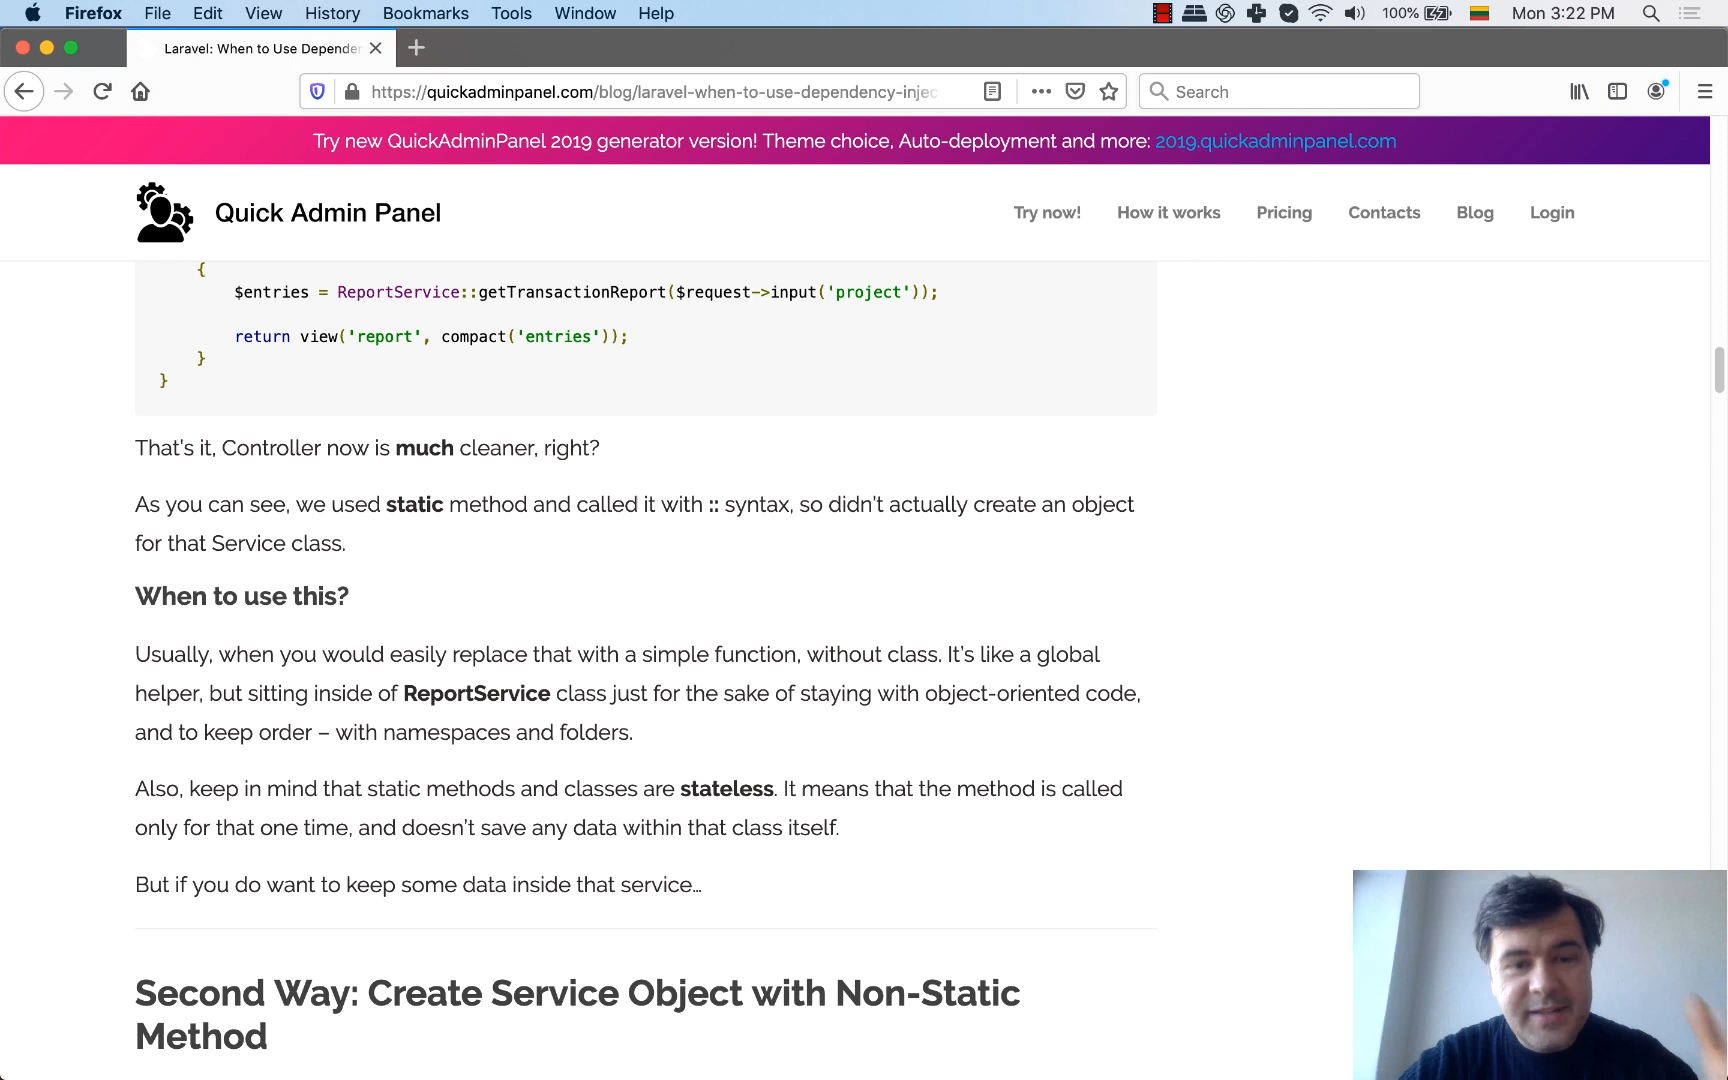 Firefox File Edit View History Bookmarks Tools Window Help 100% Mon 3:22 PM
Laravel: When to Use Depender
https://quickadminpanel.com/blog/laravel-when-to-use-dependency-injec Search
Try new QuickAdminPanel 2019 generator version! Theme choice, Auto-deployment and more: 2019.quickadminpanel.com
Quick Admin Panel Try now! How it works Pricing Contacts Blog Login
{
$entries = ReportService::getTransactionReport($request->input('project'));
return view('report', compact('entries'));
}
}
That's it, Controller now is much cleaner, right?
As you can see, we used static method and called it with :: syntax, so didn't actually create an object
for that Service class.
When to use this?
Usually, when you would easily replace that with a simple function, without class. It's like a global
helper, but sitting inside of ReportService class just for the sake of staying with object-oriented code,
and to keep order – with namespaces and folders.
Also, keep in mind that static methods and classes are stateless. It means that the method is called
only for that one time, and doesn't save any data within that class itself.
But if you do want to keep some data inside that service…
Second Way: Create Service Object with Non-Static
Method